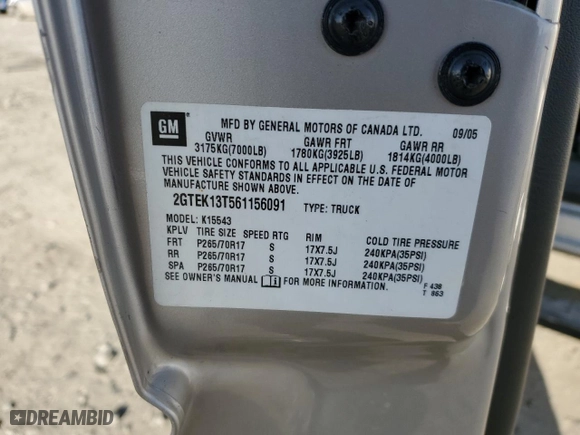 GM
MFD BY GENERAL MOTORS OF CANADA LTD. 09/05
GVWR GAWR FRT GAWR RR
3175KG(7000LB) 1780KG(3925LB) 1814KG(4000LB)
THIS VEHICLE CONFORMS TO ALL APPLICABLE U.S. FEDERAL MOTOR
VEHICLE SAFETY STANDARDS IN EFFECT ON THE DATE OF
MANUFACTURE SHOWN ABOVE.
2GTEK13T561156091 TYPE: TRUCK
MODEL: K15543
KPLV TIRE SIZE SPEED RTG RIM COLD TIRE PRESSURE
FRT P265/70R17 S 17X7.5J 240KPA(35PSI)
RR P265/70R17 S 17X7.5J 240KPA(35PSI)
SPA P265/70R17 S 17X7.5J 240KPA(35PSI)
SEE OWNER'S MANUAL FOR MORE INFORMATION.
F 438
T 863
DREAMBID